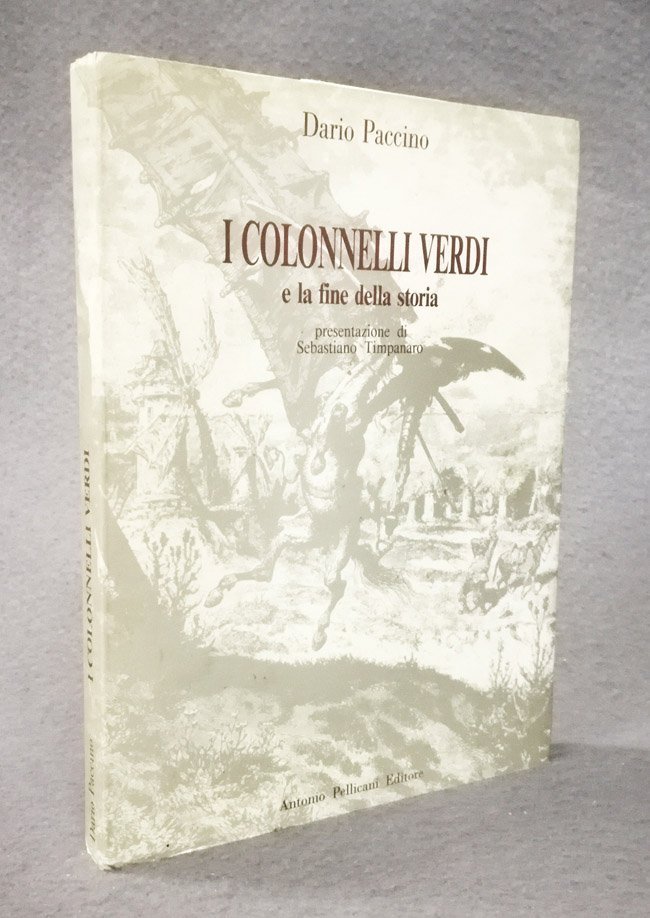 Dario Paccino
I COLONNELLI VERDI
e la fine della storia
presentazione di
Sebastiano Timpanaro
Antonio Pellicani Editore
I COLONNELLI VERDI
Dario Paccino